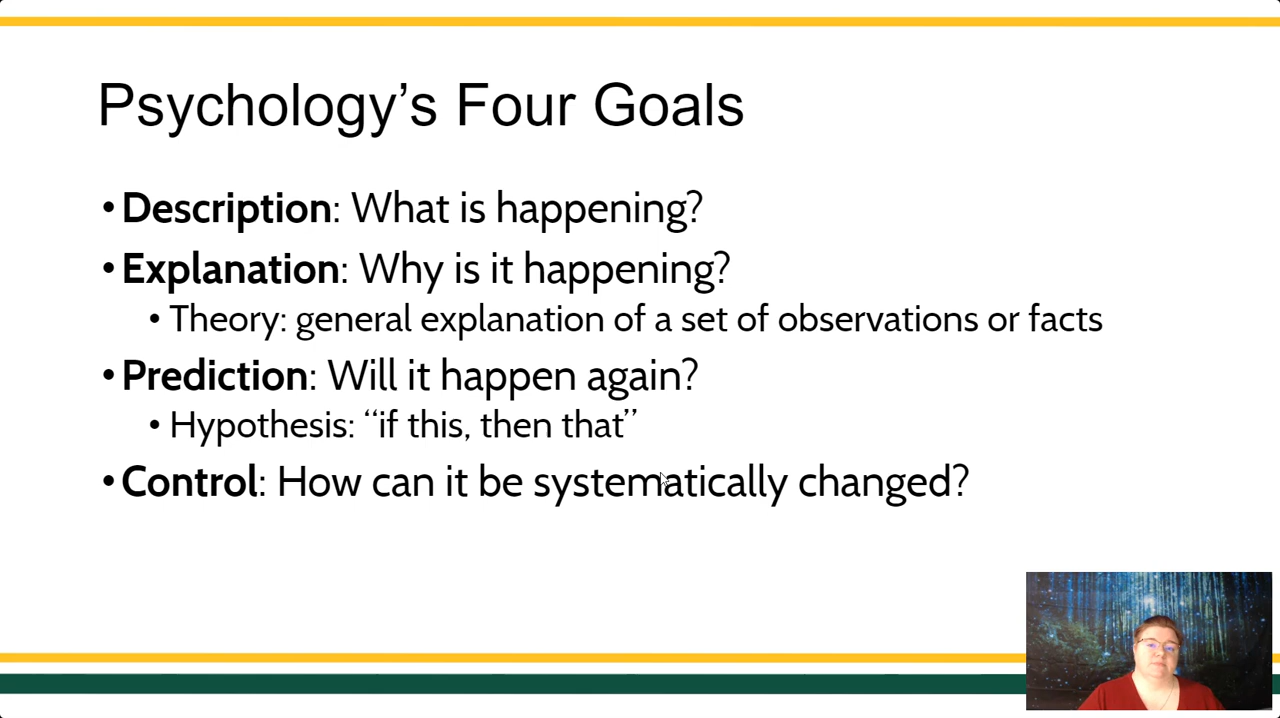 Psychology’s Four Goals
•Description: What is happening?
•Explanation: Why is it happening?
•Theory: general explanation of a set of observations or facts
•Prediction: Will it happen again?
•Hypothesis: “if this, then that”
•Control: How can it be systematically changed?